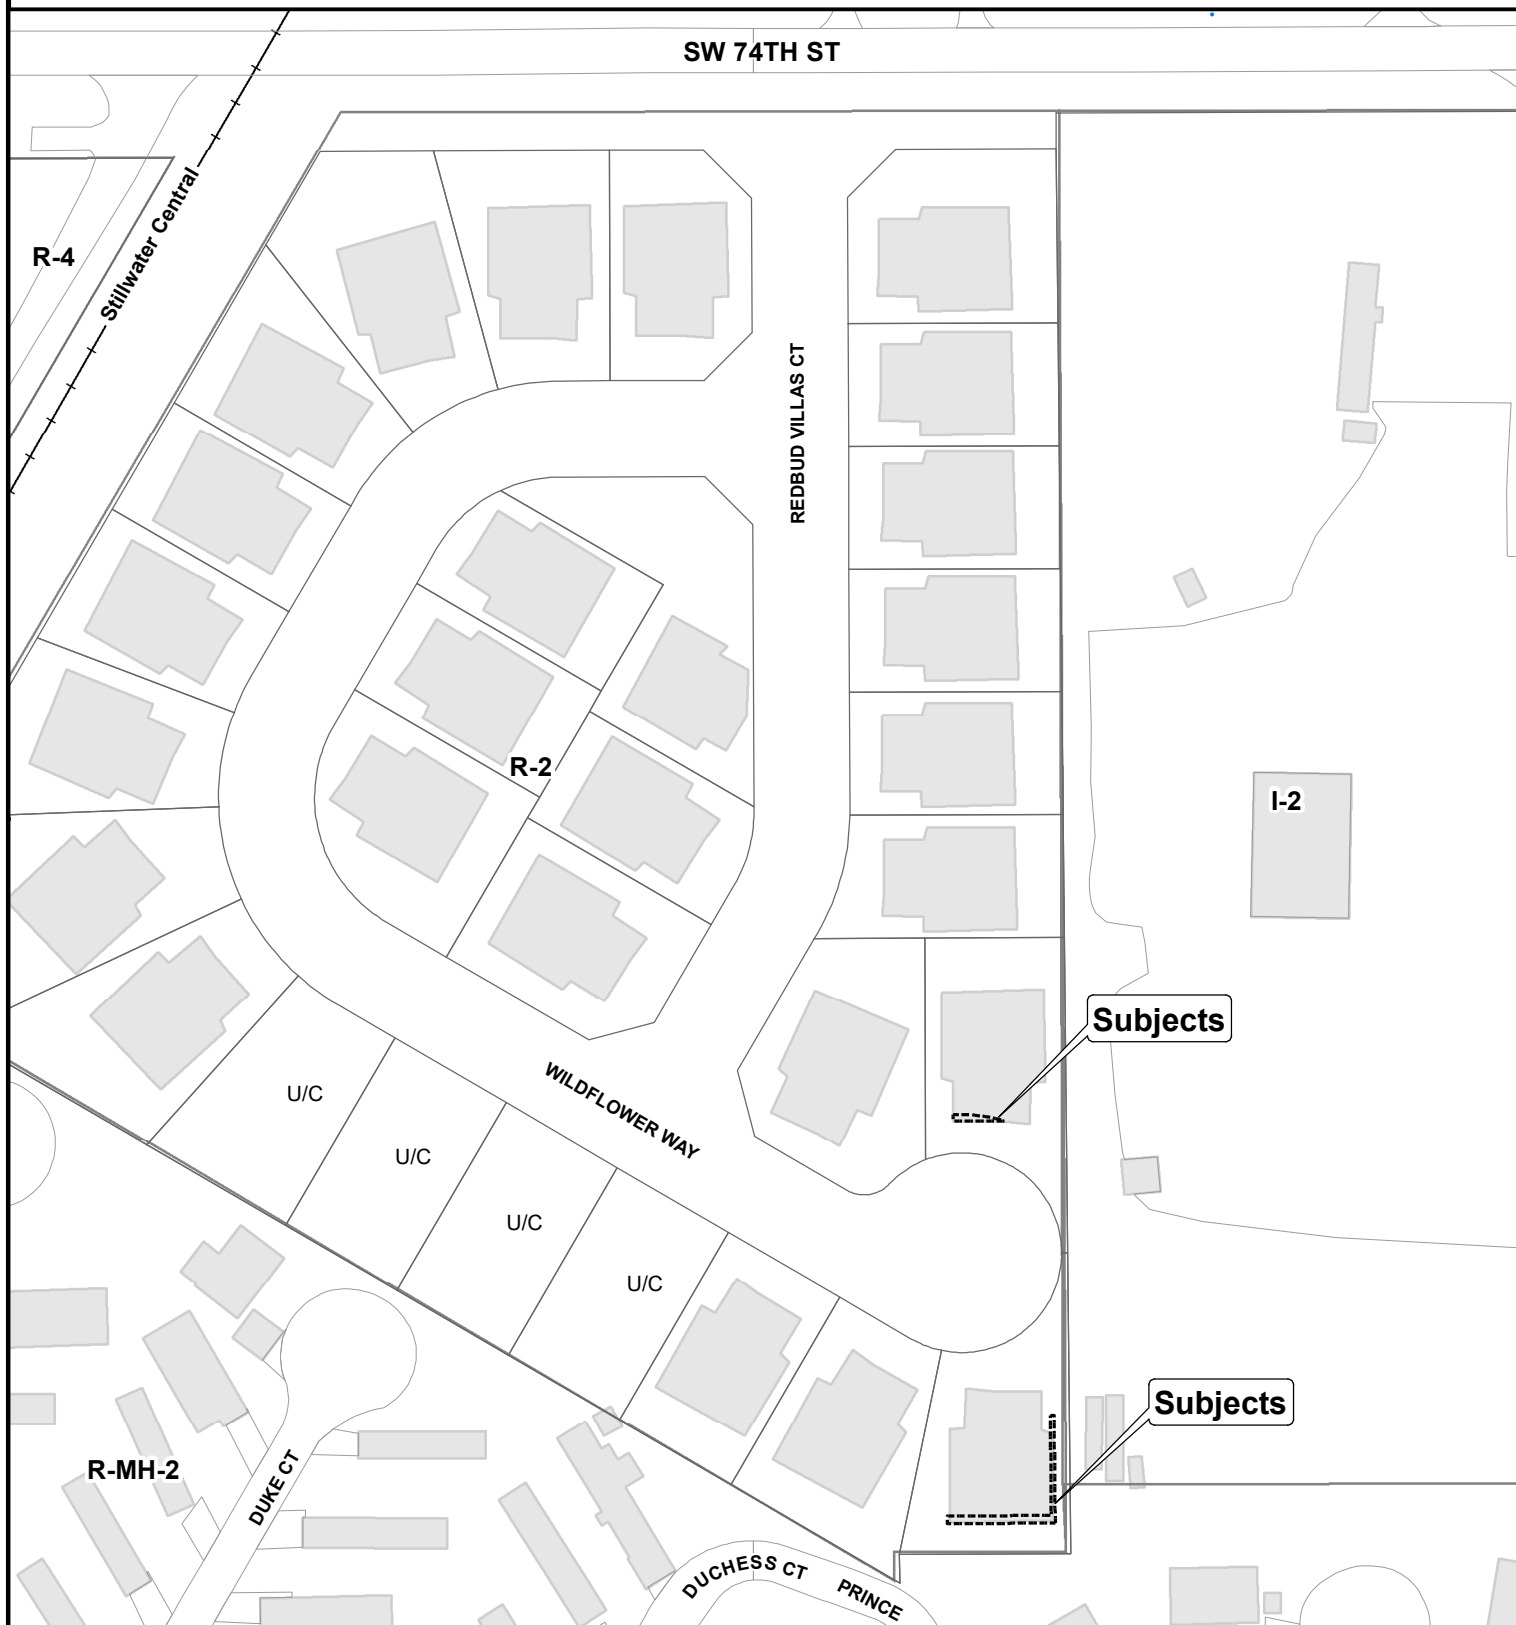 SW 74TH ST
Stillwater Central
R-4
REDBUD VILLAS CT
R-2
I-2
Subjects
WILDFLOWER WAY
U/C
U/C
U/C
U/C
Subjects
R-MH-2
DUKE CT
DUCHESS CT
PRINCE